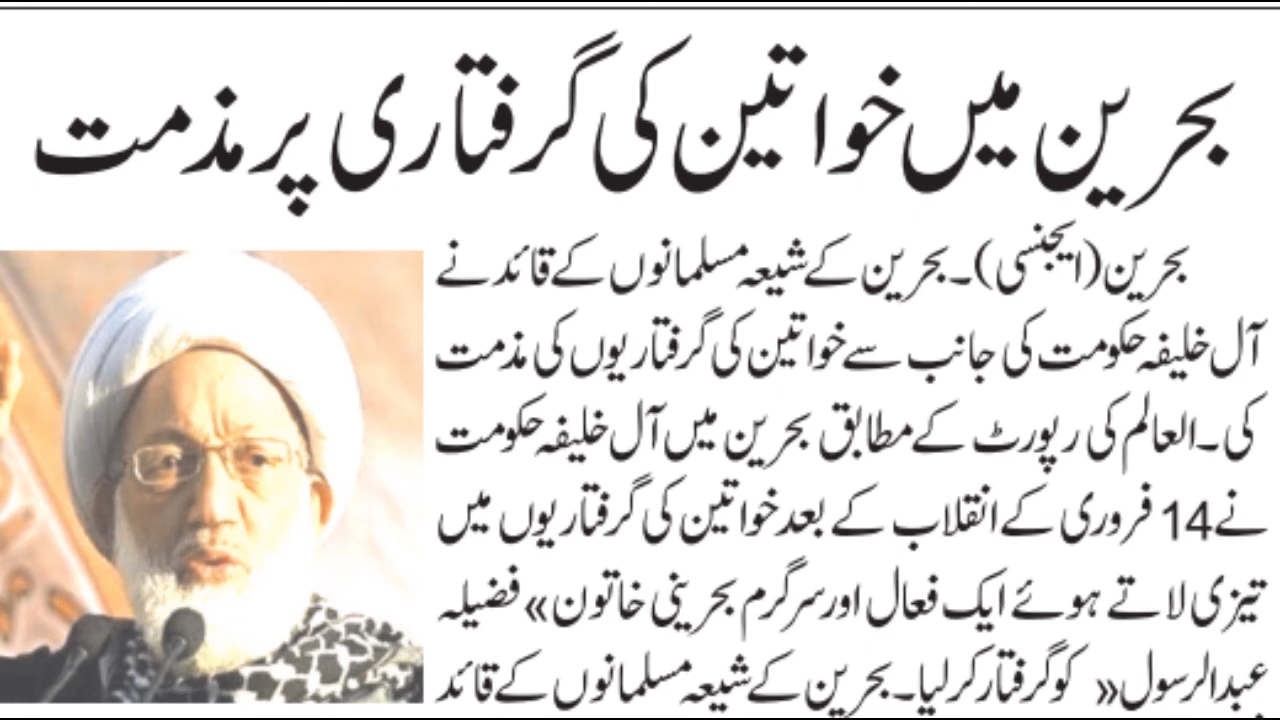 بحرین میں خواتین کی گرفتاری پر مذمت
بحرین (ایجنسی)۔ بحرین کے شیعہ مسلمانوں کے قائد نے
آل خلیفہ حکومت کی جانب سے خواتین کی گرفتاریوں کی مذمت
کی۔ العالم کی رپورٹ کے مطابق بحرین میں آل خلیفہ حکومت
نے 14 فروری کے انقلاب کے بعد خواتین کی گرفتاریوں میں
تیزی لاتے ہوئے ایک فعال اور سرگرم بحرینی خاتون » فضیلہ
عبدالرسول« کو گرفتار کر لیا۔ بحرین کے شیعہ مسلمانوں کے قائد